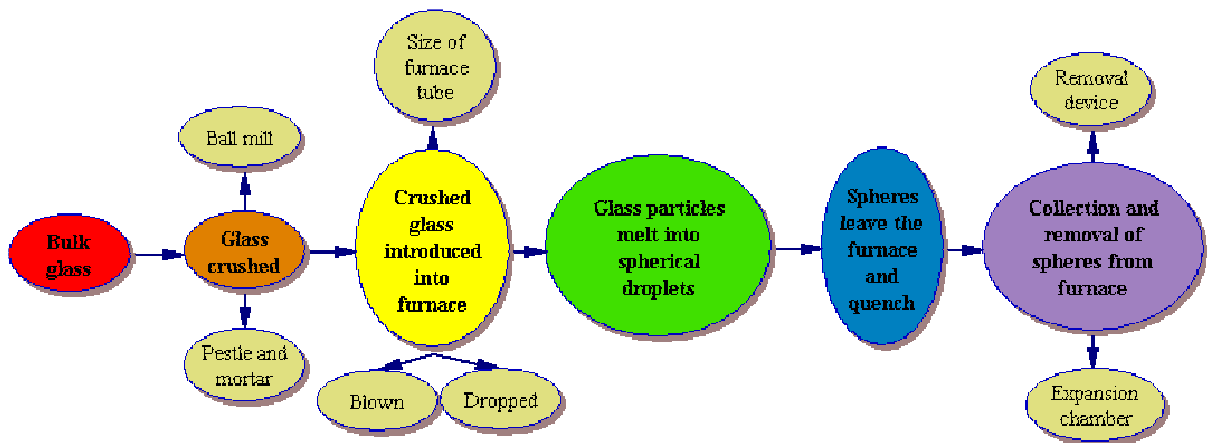 Size of
furnace
tube
Removal
device
Ball mill
Bulk
glass
Glass
crushed
Crushed
glass
introduced
into
furnace
Glass particles
melt into
spherical
droplets
Spheres
leave the
furnace
and
quench
Collection and
removal of
spheres from
furnace
Pestle and
mortar
Blown
Dropped
Expansion
chamber